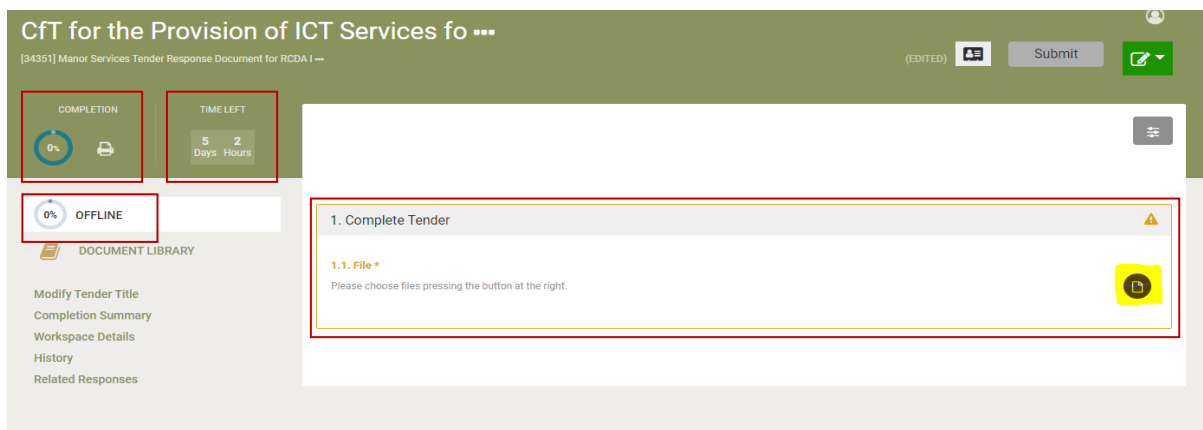 CfT for the Provision of ICT Services fo •••
[34351] Manor Services Tender Response Document for RCDA I •••
(EDITED)
Submit
COMPLETION
TIME LEFT
0%
5 2
Days Hours
0% OFFLINE
DOCUMENT LIBRARY
Modify Tender Title
Completion Summary
Workspace Details
History
Related Responses
1. Complete Tender
1.1. File *
Please choose files pressing the button at the right.